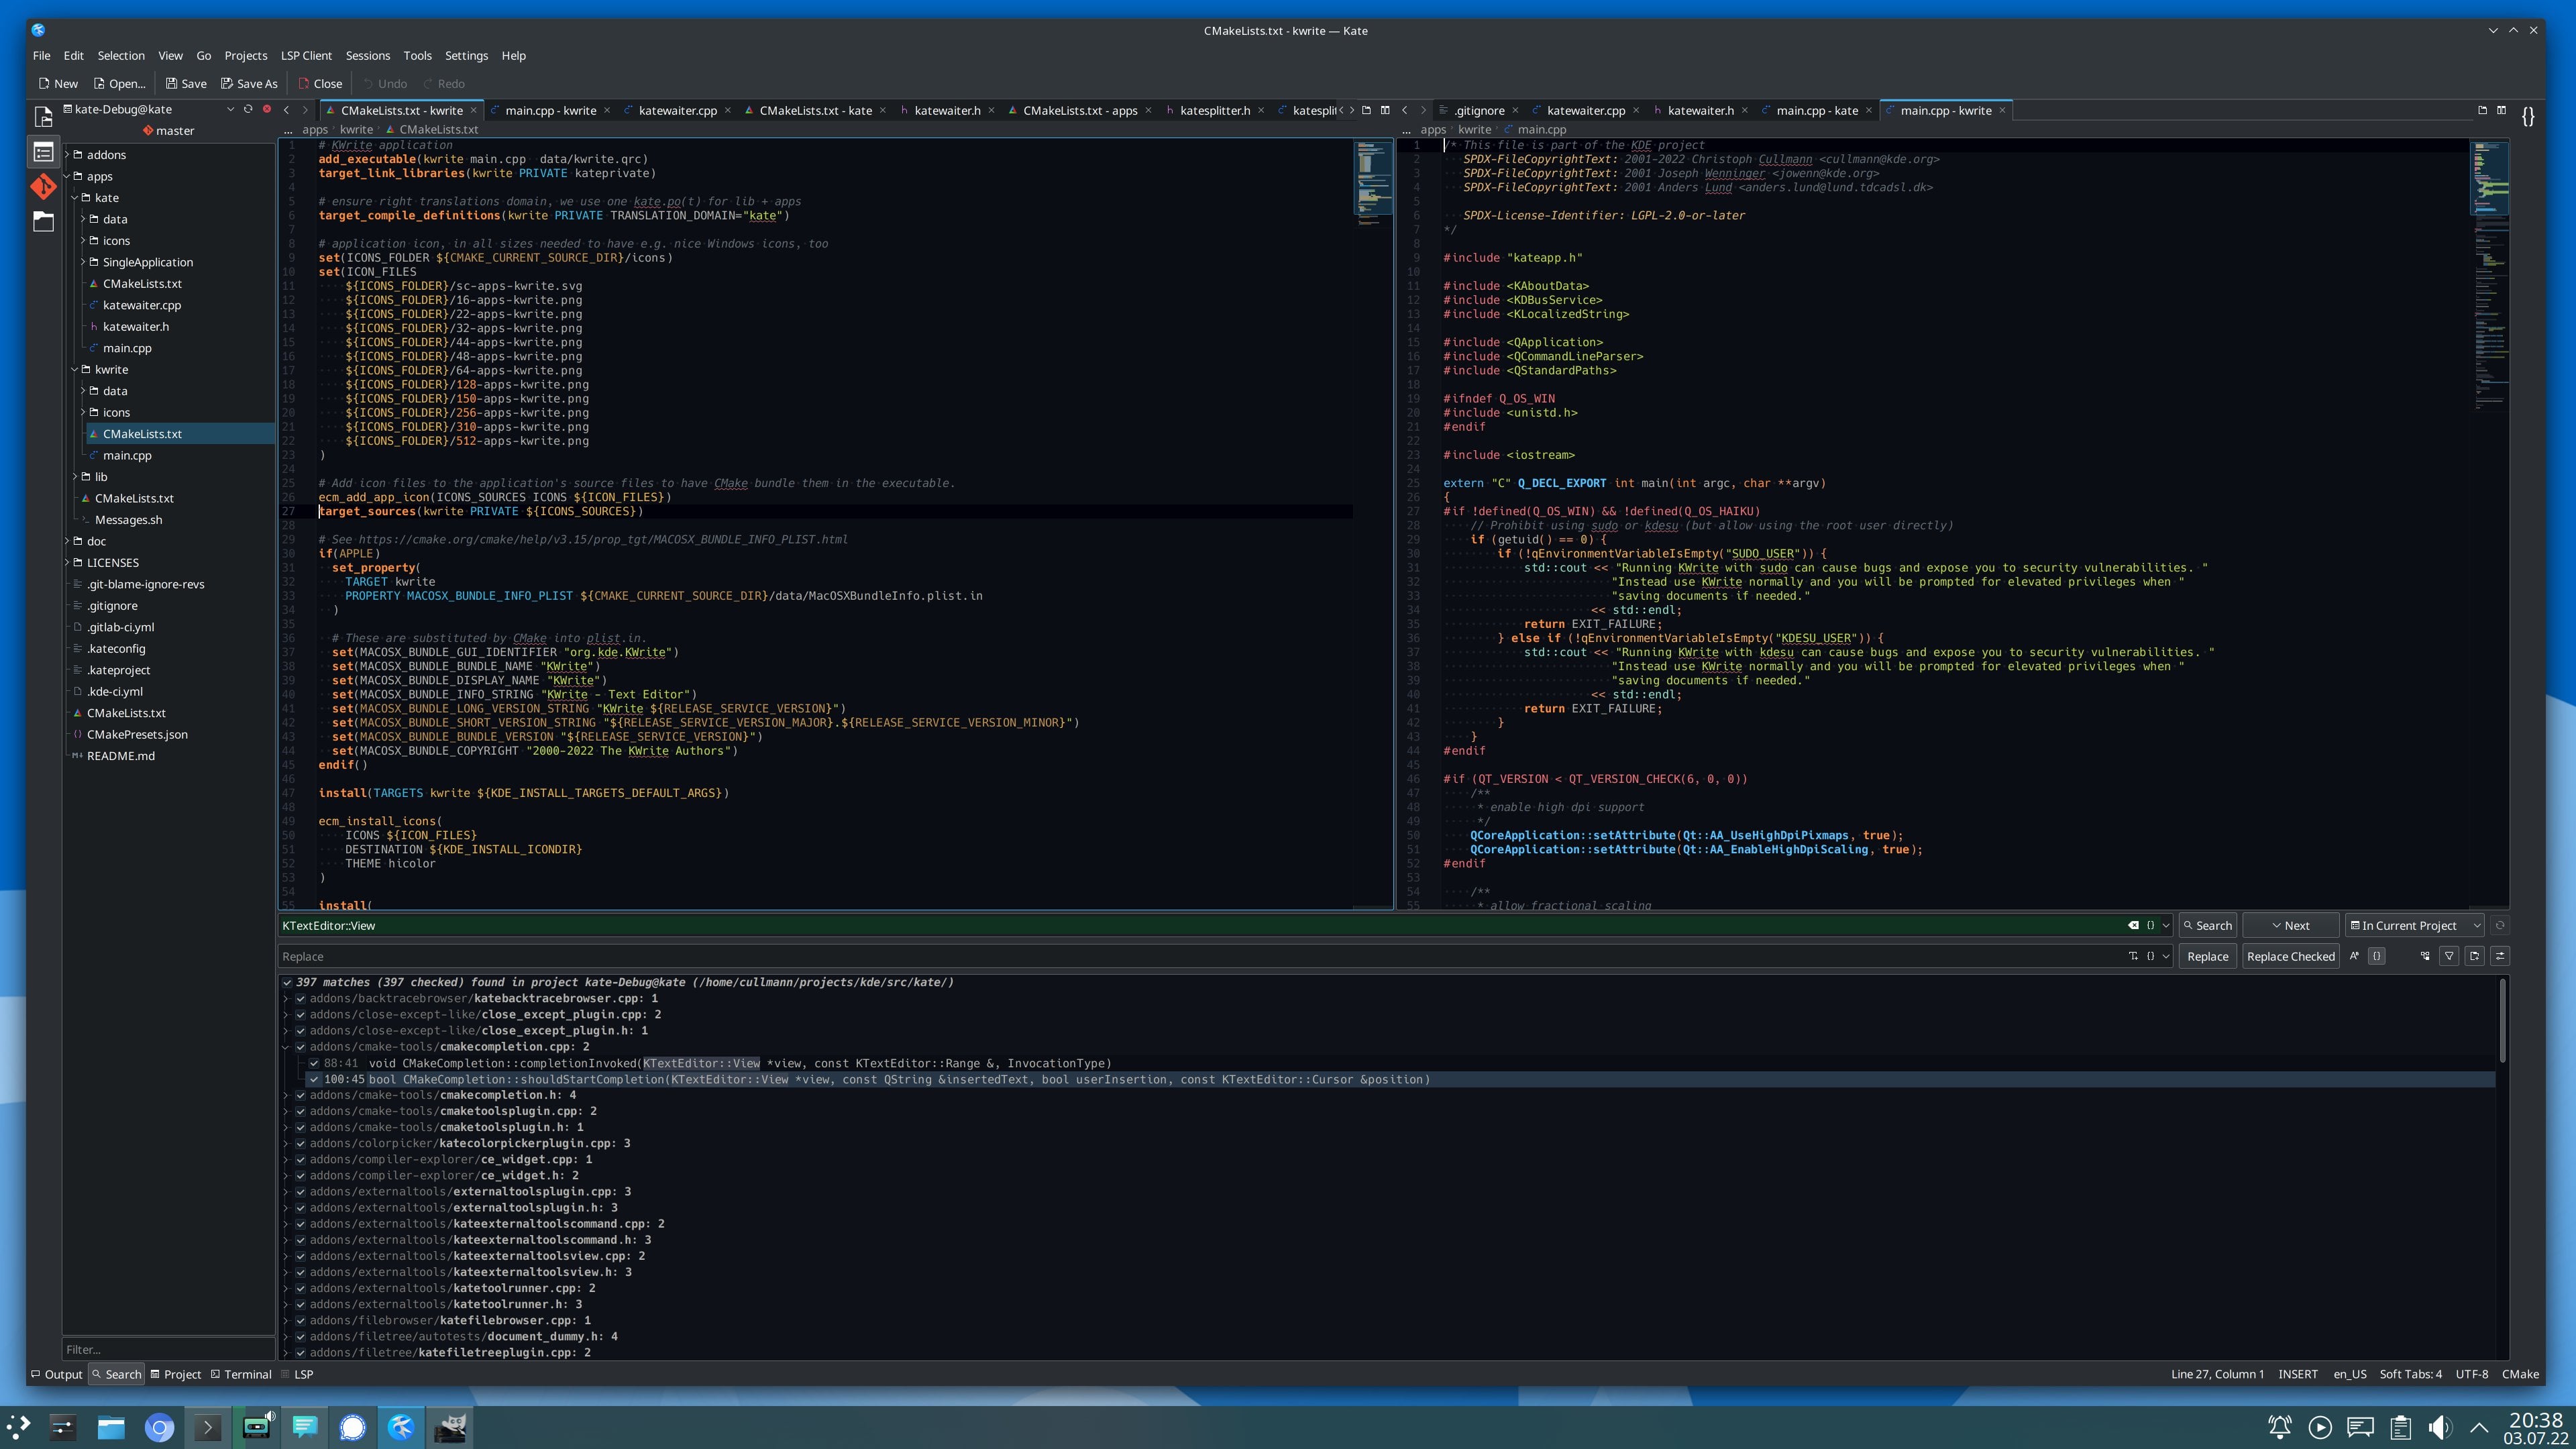 CMakeLists.txt - kwrite — Kate
File Edit Selection View Go Projects LSP Client Sessions Tools Settings Help
New Open... Save Save As Close Undo Redo
kate-Debug@kate
master
addons
apps
kate
data
icons
SingleApplication
CMakeLists.txt
katewaiter.cpp
katewaiter.h
main.cpp
kwrite
data
icons
CMakeLists.txt
main.cpp
lib
CMakeLists.txt
Messages.sh
doc
LICENSES
.git-blame-ignore-revs
.gitignore
.gitlab-ci.yml
.kateconfig
.kateproject
.kde-ci.yml
CMakeLists.txt
CMakePresets.json
README.md
Filter...
CMakeLists.txt - kwrite main.cpp - kwrite katewaiter.cpp CMakeLists.txt - kate katewaiter.h CMakeLists.txt - apps katesplitter.h katesplit
... apps kwrite CMakeLists.txt
1 # KWrite application
2 add_executable(kwrite main.cpp  data/kwrite.qrc)
3 target_link_libraries(kwrite PRIVATE kateprivate)
4
5 # ensure right translations domain, we use one kate.po(t) for lib + apps
6 target_compile_definitions(kwrite PRIVATE TRANSLATION_DOMAIN="kate")
7
8 # application icon, in all sizes needed to have e.g. nice Windows icons, too
9 set(ICONS_FOLDER ${CMAKE_CURRENT_SOURCE_DIR}/icons)
10 set(ICON_FILES
11 ${ICONS_FOLDER}/sc-apps-kwrite.svg
12 ${ICONS_FOLDER}/16-apps-kwrite.png
13 ${ICONS_FOLDER}/22-apps-kwrite.png
14 ${ICONS_FOLDER}/32-apps-kwrite.png
15 ${ICONS_FOLDER}/44-apps-kwrite.png
16 ${ICONS_FOLDER}/48-apps-kwrite.png
17 ${ICONS_FOLDER}/64-apps-kwrite.png
18 ${ICONS_FOLDER}/128-apps-kwrite.png
19 ${ICONS_FOLDER}/150-apps-kwrite.png
20 ${ICONS_FOLDER}/256-apps-kwrite.png
21 ${ICONS_FOLDER}/310-apps-kwrite.png
22 ${ICONS_FOLDER}/512-apps-kwrite.png
23 )
24
25 # Add icon files to the application's source files to have CMake bundle them in the executable.
26 ecm_add_app_icon(ICONS_SOURCES ICONS ${ICON_FILES})
27 target_sources(kwrite PRIVATE ${ICONS_SOURCES})
28
29 # See https://cmake.org/cmake/help/v3.15/prop_tgt/MACOSX_BUNDLE_INFO_PLIST.html
30 if(APPLE)
31 set_property(
32 TARGET kwrite
33 PROPERTY MACOSX_BUNDLE_INFO_PLIST ${CMAKE_CURRENT_SOURCE_DIR}/data/MacOSXBundleInfo.plist.in
34 )
35
36 # These are substituted by CMake into plist.in.
37 set(MACOSX_BUNDLE_GUI_IDENTIFIER "org.kde.KWrite")
38 set(MACOSX_BUNDLE_BUNDLE_NAME "KWrite")
39 set(MACOSX_BUNDLE_DISPLAY_NAME "KWrite")
40 set(MACOSX_BUNDLE_INFO_STRING "KWrite - Text Editor")
41 set(MACOSX_BUNDLE_LONG_VERSION_STRING "KWrite ${RELEASE_SERVICE_VERSION}")
42 set(MACOSX_BUNDLE_SHORT_VERSION_STRING "${RELEASE_SERVICE_VERSION_MAJOR}.${RELEASE_SERVICE_VERSION_MINOR}")
43 set(MACOSX_BUNDLE_BUNDLE_VERSION "${RELEASE_SERVICE_VERSION}")
44 set(MACOSX_BUNDLE_COPYRIGHT "2000-2022 The KWrite Authors")
45 endif()
46
47 install(TARGETS kwrite ${KDE_INSTALL_TARGETS_DEFAULT_ARGS})
48
49 ecm_install_icons(
50 ICONS ${ICON_FILES}
51 DESTINATION ${KDE_INSTALL_ICONDIR}
52 THEME hicolor
53 )
54
55 install(
.gitignore katewaiter.cpp katewaiter.h main.cpp - kate main.cpp - kwrite
... apps kwrite main.cpp
1 /* This file is part of the KDE project
2 SPDX-FileCopyrightText: 2001-2022 Christoph Cullmann <cullmann@kde.org>
3 SPDX-FileCopyrightText: 2001 Joseph Wenninger <jowenn@kde.org>
4 SPDX-FileCopyrightText: 2001 Anders Lund <anders.lund@lund.tdcadsl.dk>
5
6 SPDX-License-Identifier: LGPL-2.0-or-later
7 */
8
9 #include "kateapp.h"
10
11 #include <KAboutData>
12 #include <KDBusService>
13 #include <KLocalizedString>
14
15 #include <QApplication>
16 #include <QCommandLineParser>
17 #include <QStandardPaths>
18
19 #ifndef Q_OS_WIN
20 #include <unistd.h>
21 #endif
22
23 #include <iostream>
24
25 extern "C" Q_DECL_EXPORT int main(int argc, char **argv)
26 {
27 #if !defined(Q_OS_WIN) && !defined(Q_OS_HAIKU)
28 // Prohibit using sudo or kdesu (but allow using the root user directly)
29 if (getuid() == 0) {
30 if (!qEnvironmentVariableIsEmpty("SUDO_USER")) {
31 std::cout << "Running KWrite with sudo can cause bugs and expose you to security vulnerabilities. "
32 "Instead use KWrite normally and you will be prompted for elevated privileges when "
33 "saving documents if needed."
34 << std::endl;
35 return EXIT_FAILURE;
36 } else if (!qEnvironmentVariableIsEmpty("KDESU_USER")) {
37 std::cout << "Running KWrite with kdesu can cause bugs and expose you to security vulnerabilities. "
38 "Instead use KWrite normally and you will be prompted for elevated privileges when "
39 "saving documents if needed."
40 << std::endl;
41 return EXIT_FAILURE;
42 }
43 }
44 #endif
45
46 #if (QT_VERSION < QT_VERSION_CHECK(6, 0, 0))
47 /**
48 * enable high dpi support
49 */
50 QCoreApplication::setAttribute(Qt::AA_UseHighDpiPixmaps, true);
51 QCoreApplication::setAttribute(Qt::AA_EnableHighDpiScaling, true);
52 #endif
53
54 /**
55 * allow fractional scaling
KTextEditor::View Search Next In Current Project
Replace Replace Replace Checked
397 matches (397 checked) found in project kate-Debug@kate (/home/cullmann/projects/kde/src/kate/)
addons/backtracebrowser/katebacktracebrowser.cpp: 1
addons/close-except-like/close_except_plugin.cpp: 2
addons/close-except-like/close_except_plugin.h: 1
addons/cmake-tools/cmakecompletion.cpp: 2
88:41 void CMakeCompletion::completionInvoked(KTextEditor::View *view, const KTextEditor::Range &, InvocationType)
100:45 bool CMakeCompletion::shouldStartCompletion(KTextEditor::View *view, const QString &insertedText, bool userInsertion, const KTextEditor::Cursor &position)
addons/cmake-tools/cmakecompletion.h: 4
addons/cmake-tools/cmaketoolsplugin.cpp: 2
addons/cmake-tools/cmaketoolsplugin.h: 1
addons/colorpicker/katecolorpickerplugin.cpp: 3
addons/compiler-explorer/ce_widget.cpp: 1
addons/compiler-explorer/ce_widget.h: 2
addons/externaltools/externaltoolsplugin.cpp: 3
addons/externaltools/externaltoolsplugin.h: 3
addons/externaltools/kateexternaltoolscommand.cpp: 2
addons/externaltools/kateexternaltoolscommand.h: 3
addons/externaltools/kateexternaltoolsview.cpp: 2
addons/externaltools/kateexternaltoolsview.h: 3
addons/externaltools/katetoolrunner.cpp: 2
addons/externaltools/katetoolrunner.h: 3
addons/filebrowser/katefilebrowser.cpp: 1
addons/filetree/autotests/document_dummy.h: 4
addons/filetree/katefiletreeplugin.cpp: 2
Output Search Project Terminal LSP
Line 27, Column 1 INSERT en_US Soft Tabs: 4 UTF-8 CMake
20:38
03.07.22